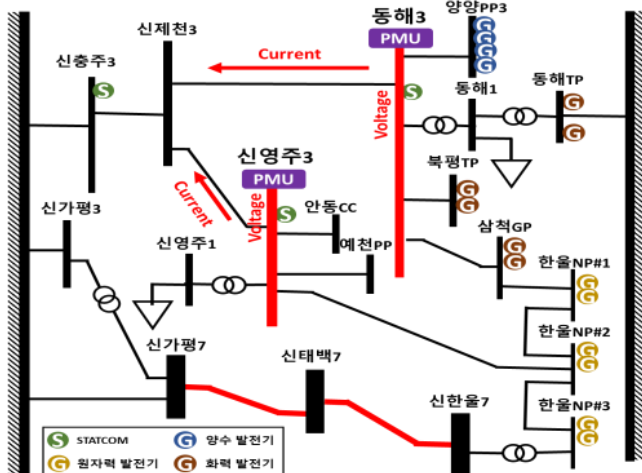 동해3
양양PP3
신제천3
PMU
G
G
G
G
Current
신충주3
S
S
동해1
동해TP
G
G
Voltage
신영주3
PMU
북평TP
G
G
Current
Voltage
S
안동CC
신가평3
예천PP
삼척GP
G
G
한울NP#1
G
G
신영주1
한울NP#2
G
G
신가평7
신태백7
신한울7
한울NP#3
G
G
S STATCOM
G 양수 발전기
G 원자력 발전기
G 화력 발전기